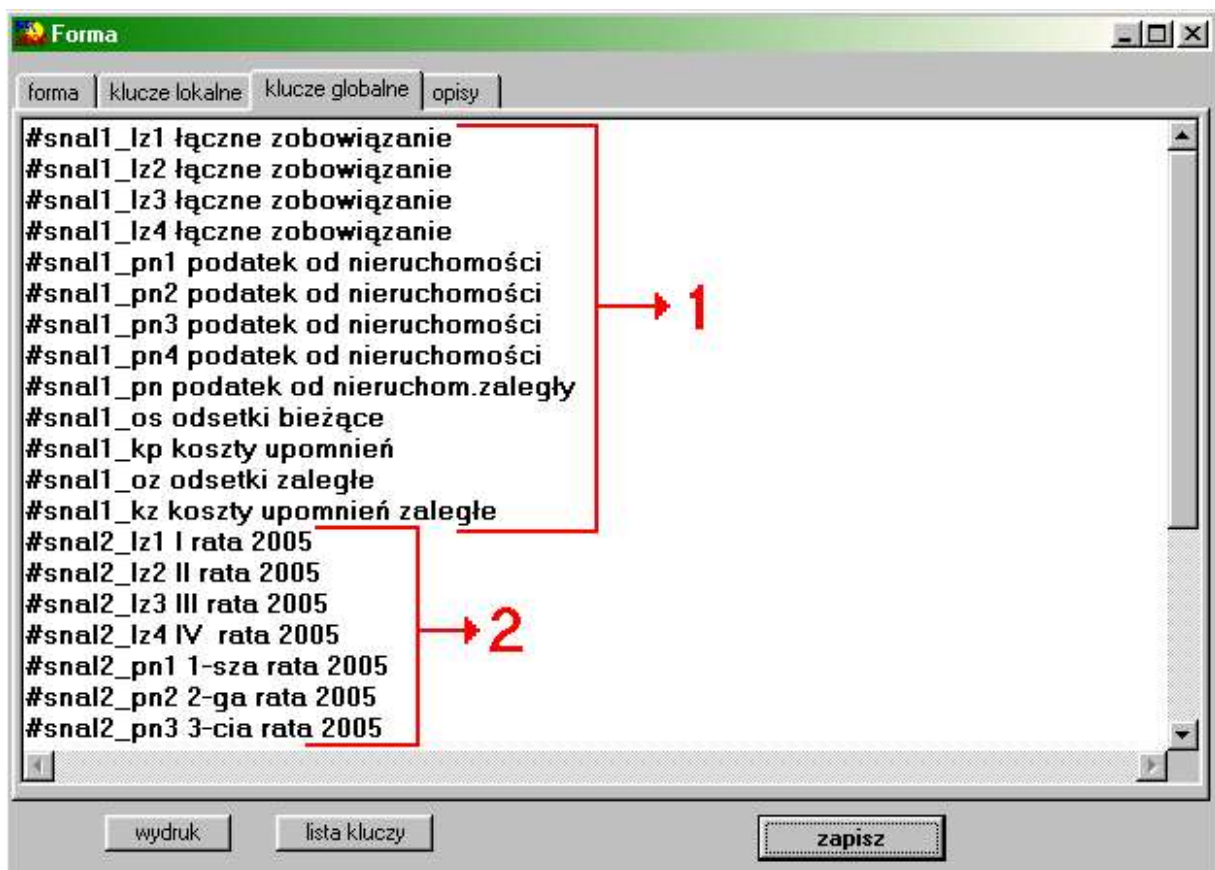 Forma
forma klucze lokalne klucze globalne opisy
#snal1_lz1 łączne zobowiązanie
#snal1_lz2 łączne zobowiązanie
#snal1_lz3 łączne zobowiązanie
#snal1_lz4 łączne zobowiązanie
#snal1_pn1 podatek od nieruchomości
#snal1_pn2 podatek od nieruchomości
#snal1_pn3 podatek od nieruchomości
#snal1_pn4 podatek od nieruchomości
#snal1_pn podatek od nieruchom.zaległy
#snal1_os odsetki bieżące
#snal1_kp koszty upomnień
#snal1_oz odsetki zaległe
#snal1_kz koszty upomnień zaległe
1
#snal2_lz1 I rata 2005
#snal2_lz2 II rata 2005
#snal2_lz3 III rata 2005
#snal2_lz4 IV  rata 2005
#snal2_pn1 1-sza rata 2005
#snal2_pn2 2-ga rata 2005
#snal2_pn3 3-cia rata 2005
2
wydruk lista kluczy zapisz